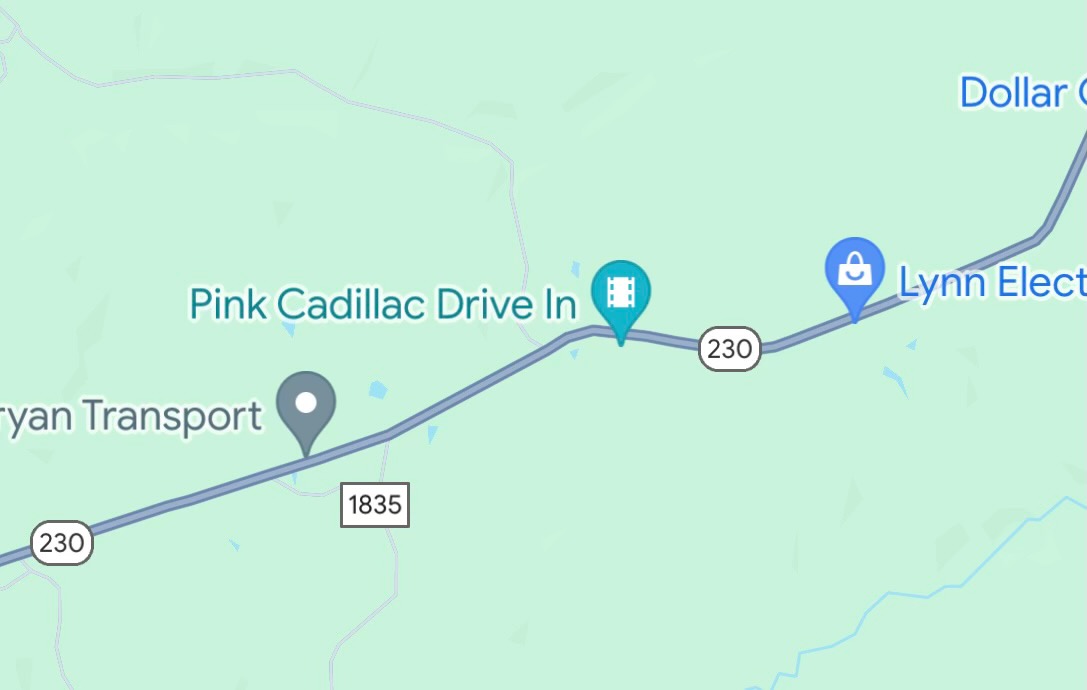 Dollar
Pink Cadillac Drive In
Lynn Elect
230
ryan Transport
1835
230